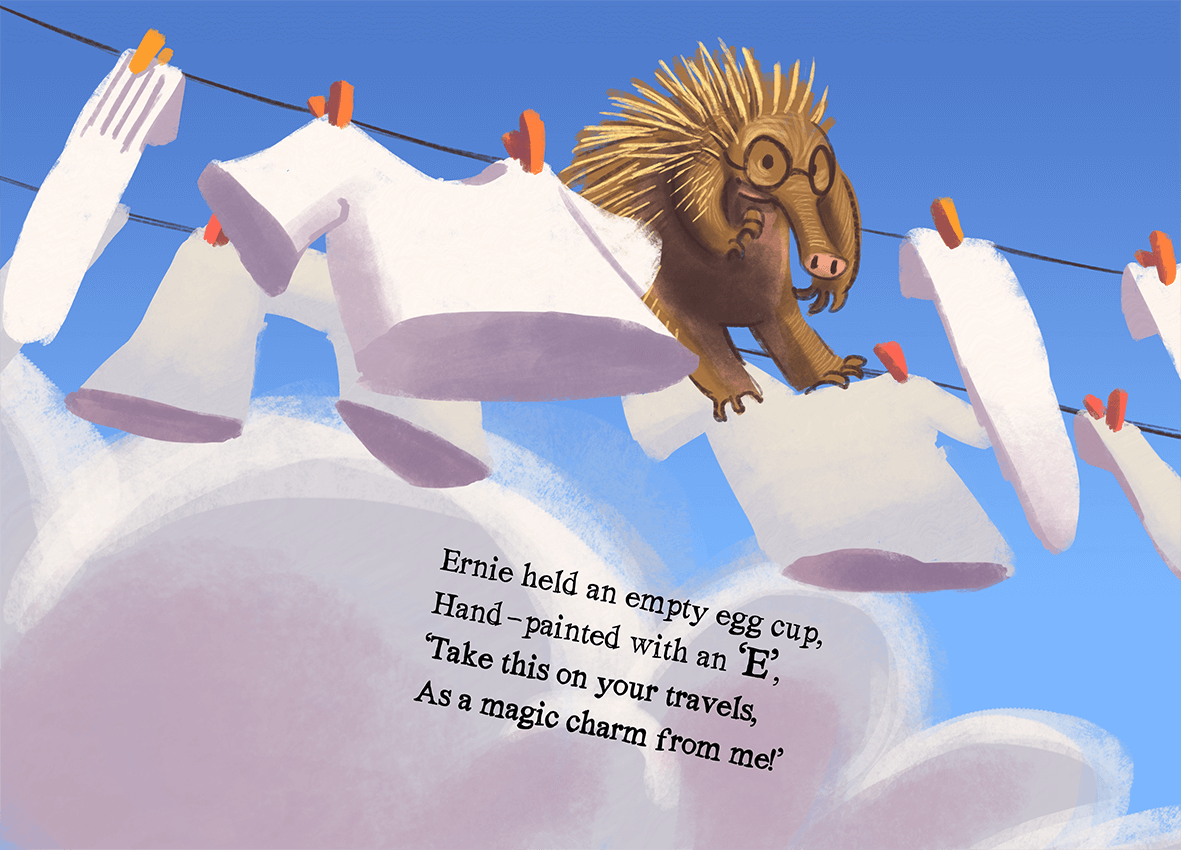 Ernie held an empty egg cup,
Hand-painted with an ‘E’,
‘Take this on your travels,
As a magic charm from me!’